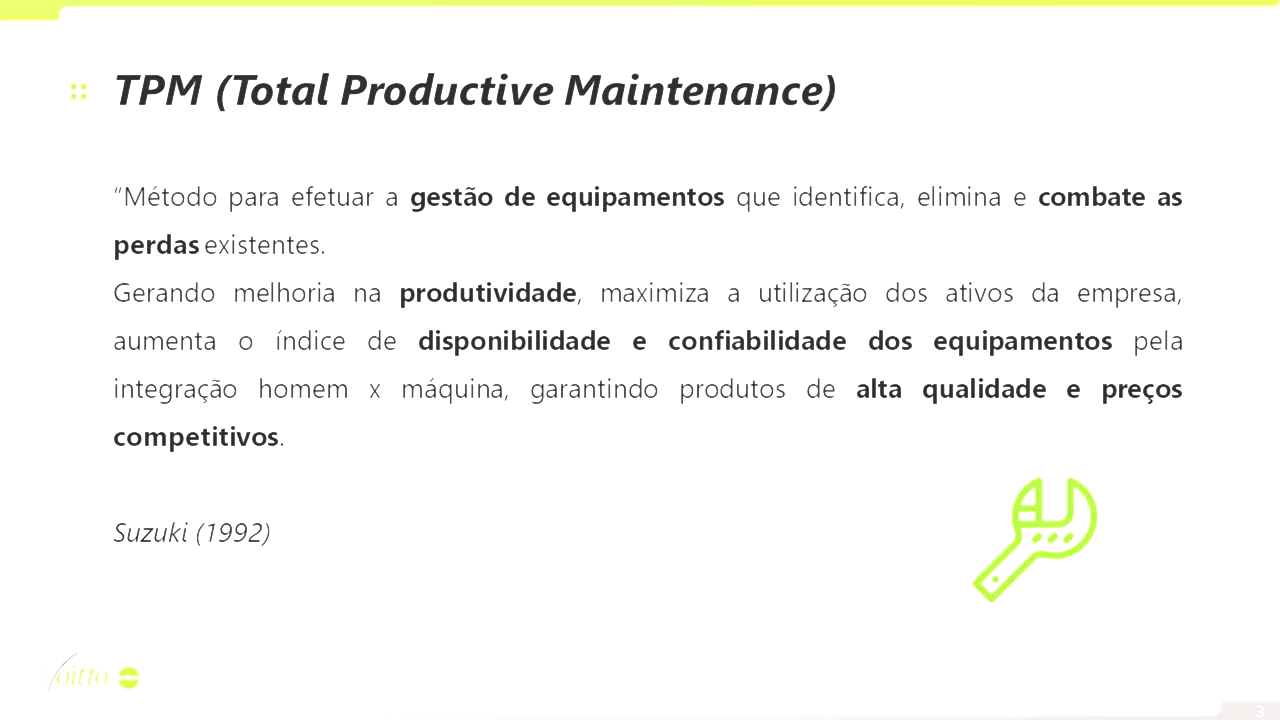 TPM (Total Productive Maintenance)
“Método para efetuar a gestão de equipamentos que identifica, elimina e combate as
perdas existentes.
Gerando melhoria na produtividade, maximiza a utilização dos ativos da empresa,
aumenta o índice de disponibilidade e confiabilidade dos equipamentos pela
integração homem x máquina, garantindo produtos de alta qualidade e preços
competitivos.
Suzuki (1992)
oitto
3